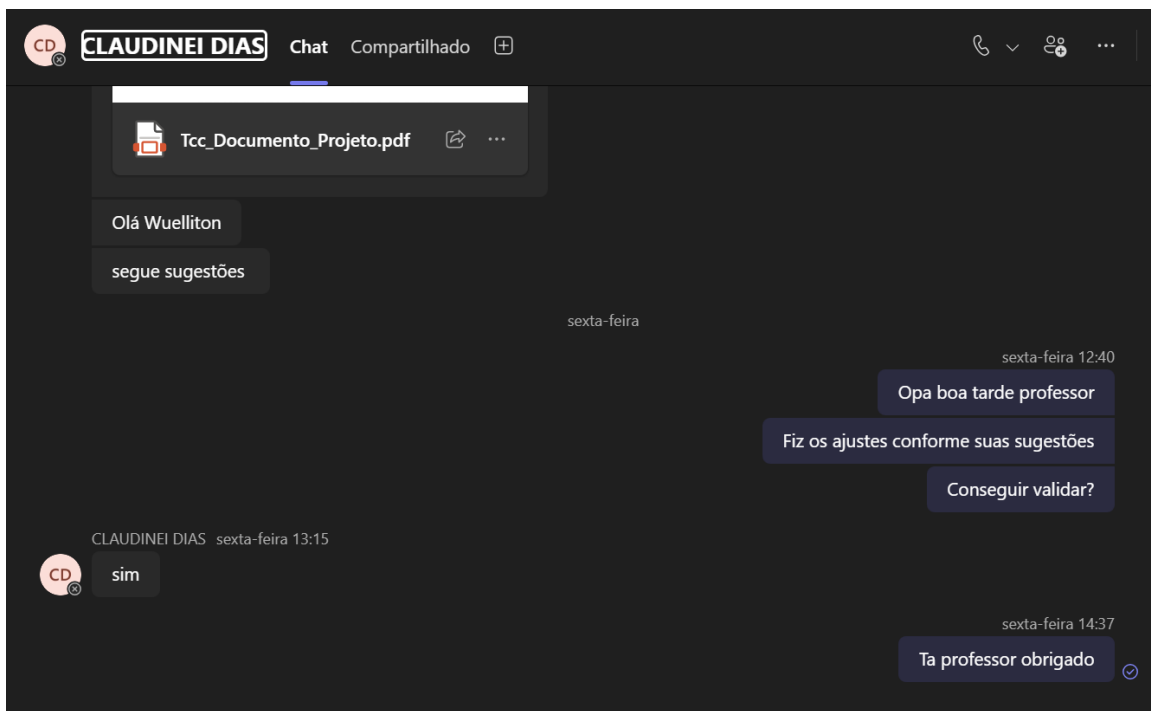 CD CLAUDINEI DIAS Chat Compartilhado
Tcc_Documento_Projeto.pdf
Olá Wuelliton
segue sugestões
sexta-feira
sexta-feira 12:40
Opa boa tarde professor
Fiz os ajustes conforme suas sugestões
Conseguir validar?
CLAUDINEI DIAS sexta-feira 13:15
CD sim
sexta-feira 14:37
Ta professor obrigado